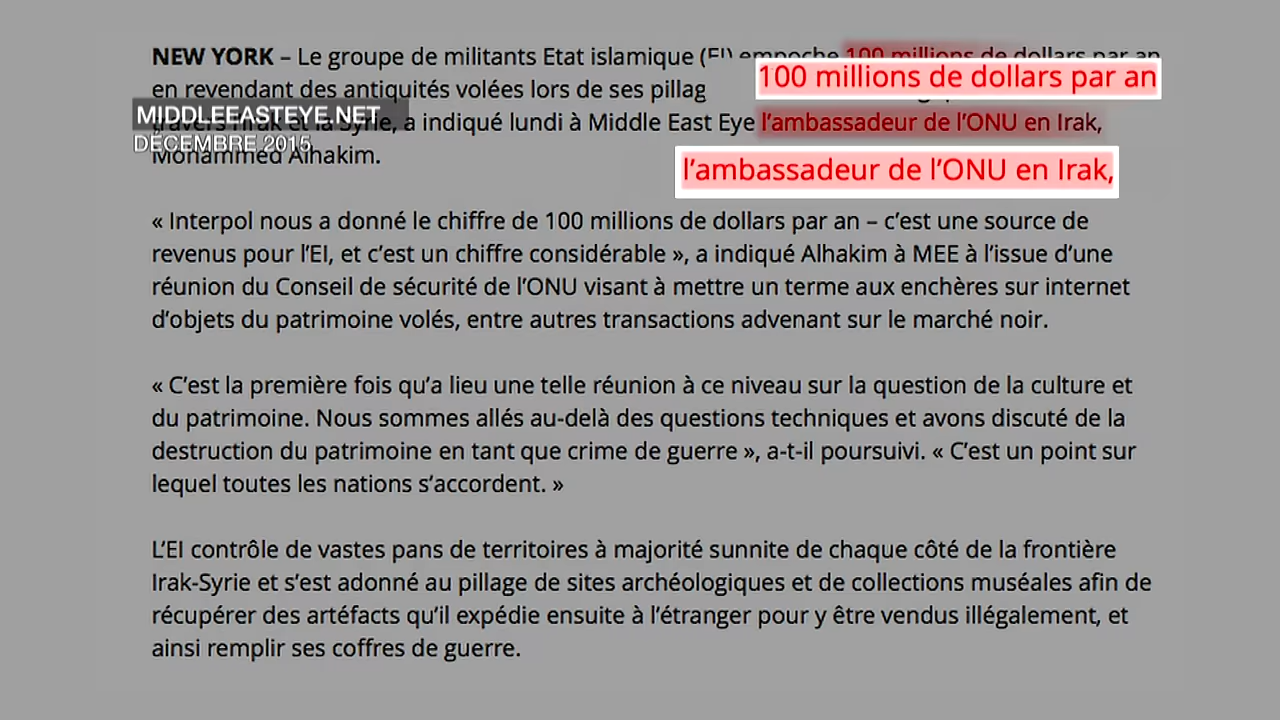 NEW YORK – Le groupe de militants Etat islamique (EI) empoche 100 millions de dollars par an
100 millions de dollars par an
en revendant des antiquités volées lors de ses pillag
MIDDLEEASTEYE.NET
travers l'Irak et la Syrie, a indiqué lundi à Middle East Eye l’ambassadeur de l’ONU en Irak,
DÉCEMBRE 2015
Mohammed Alhakim.
l’ambassadeur de l’ONU en Irak,
« Interpol nous a donné le chiffre de 100 millions de dollars par an – c’est une source de
revenus pour l’EI, et c’est un chiffre considérable », a indiqué Alhakim à MEE à l’issue d’une
réunion du Conseil de sécurité de l’ONU visant à mettre un terme aux enchères sur internet
d’objets du patrimoine volés, entre autres transactions advenant sur le marché noir.
« C’est la première fois qu’a lieu une telle réunion à ce niveau sur la question de la culture et
du patrimoine. Nous sommes allés au-delà des questions techniques et avons discuté de la
destruction du patrimoine en tant que crime de guerre », a-t-il poursuivi. « C’est un point sur
lequel toutes les nations s’accordent. »
L’EI contrôle de vastes pans de territoires à majorité sunnite de chaque côté de la frontière
Irak-Syrie et s’est adonné au pillage de sites archéologiques et de collections muséales afin de
récupérer des artéfacts qu’il expédie ensuite à l’étranger pour y être vendus illégalement, et
ainsi remplir ses coffres de guerre.